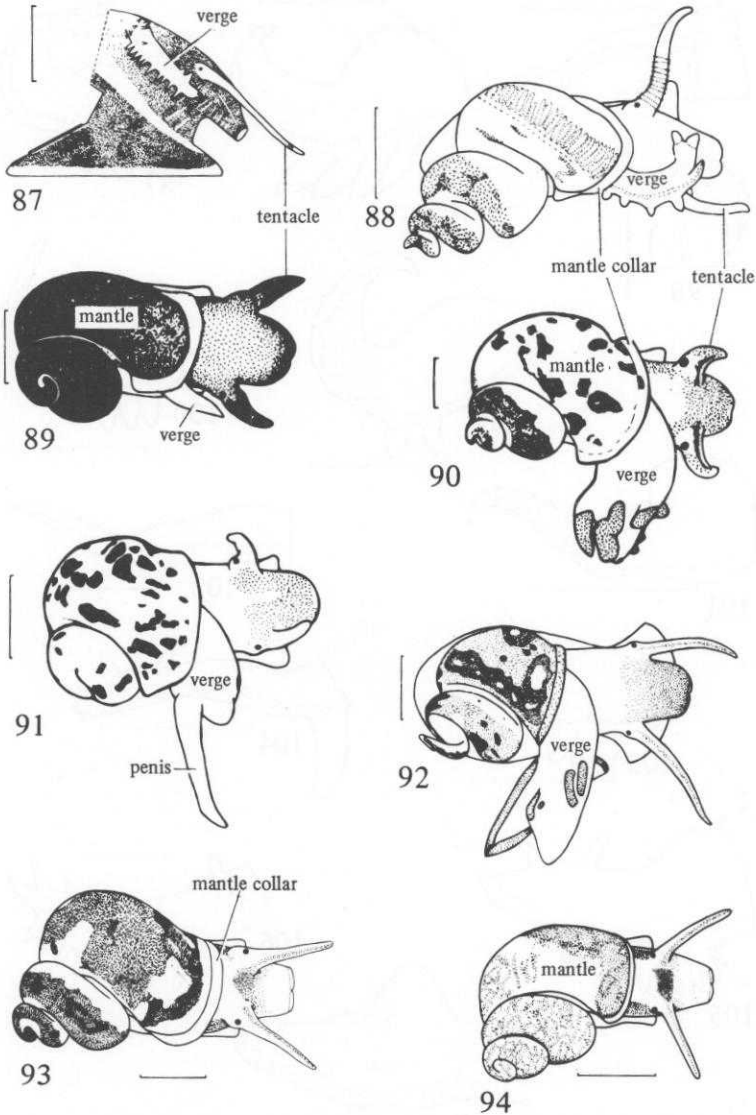 verge
87
tentacle
88
verge
mantle collar
tentacle
mantle
89
verge
mantle
90
verge
91
verge
penis
92
verge
mantle collar
93
mantle
94